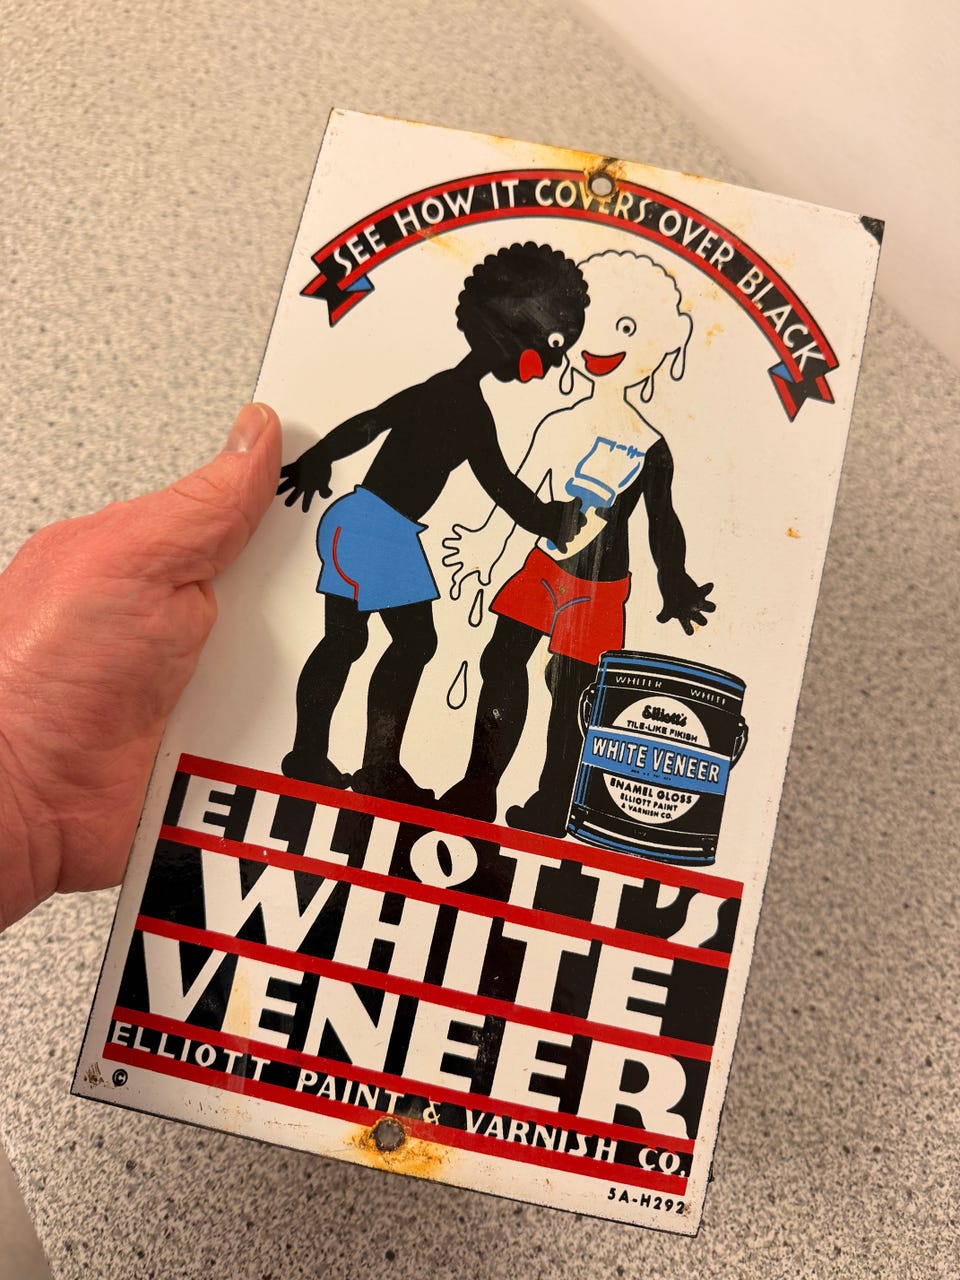 SEE HOW IT COVERS OVER BLACK
WHITER WHITE
Elliott's
TILE-LIKE FINISH
WHITE VENEER
ENAMEL GLOSS
ELLIOTT PAINT
& VARNISH CO.
ELLIOTT'S
WHITE
VENEER
ELLIOTT PAINT & VARNISH CO.
©
5A-H292